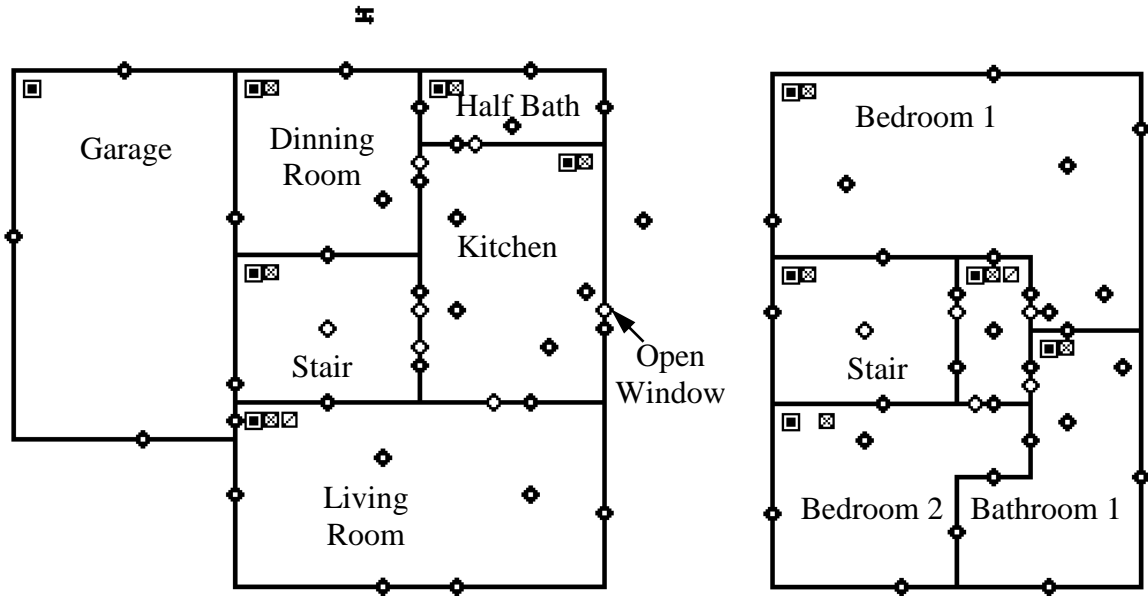 Garage
Dinning
Room
Half Bath
Kitchen
Stair
Open
Window
Living
Room
Bedroom 1
Stair
Bedroom 2
Bathroom 1